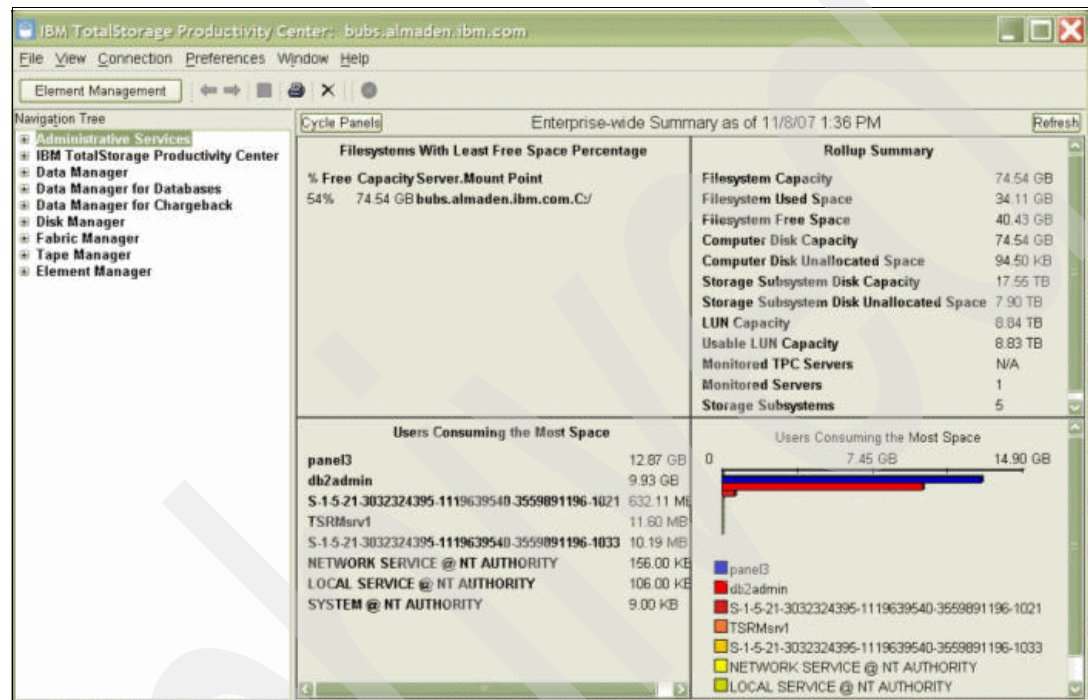 IBM TotalStorage Productivity Center: bubs.almaden.ibm.com
File View Connection Preferences Window Help
Element Management
Navigation Tree
Administrative Services
IBM TotalStorage Productivity Center
Data Manager
Data Manager for Databases
Data Manager for Chargeback
Disk Manager
Fabric Manager
Tape Manager
Element Manager
Cycle Panels Enterprise-wide Summary as of 11/8/07 1:36 PM Refresh
Filesystems With Least Free Space Percentage
% Free Capacity Server.Mount Point
54% 74.54 GB bubs.almaden.ibm.com.C:/
Rollup Summary
Filesystem Capacity 74.54 GB
Filesystem Used Space 34.11 GB
Filesystem Free Space 40.43 GB
Computer Disk Capacity 74.54 GB
Computer Disk Unallocated Space 94.50 KB
Storage Subsystem Disk Capacity 17.55 TB
Storage Subsystem Disk Unallocated Space 7.90 TB
LUN Capacity 8.84 TB
Usable LUN Capacity 8.83 TB
Monitored TPC Servers N/A
Monitored Servers 1
Storage Subsystems 5
Users Consuming the Most Space
panel3 12.87 GB
db2admin 9.93 GB
S-1-5-21-3032324395-1119639540-3559891196-1021 632.11 MB
TSRMsrv1 11.60 MB
S-1-5-21-3032324395-1119639540-3559891196-1033 10.19 MB
NETWORK SERVICE @ NT AUTHORITY 156.00 KB
LOCAL SERVICE @ NT AUTHORITY 106.00 KB
SYSTEM @ NT AUTHORITY 9.00 KB
Users Consuming the Most Space
0 7.45 GB 14.90 GB
panel3
db2admin
S-1-5-21-3032324395-1119639540-3559891196-1021
TSRMsrv1
S-1-5-21-3032324395-1119639540-3559891196-1033
NETWORK SERVICE @ NT AUTHORITY
LOCAL SERVICE @ NT AUTHORITY